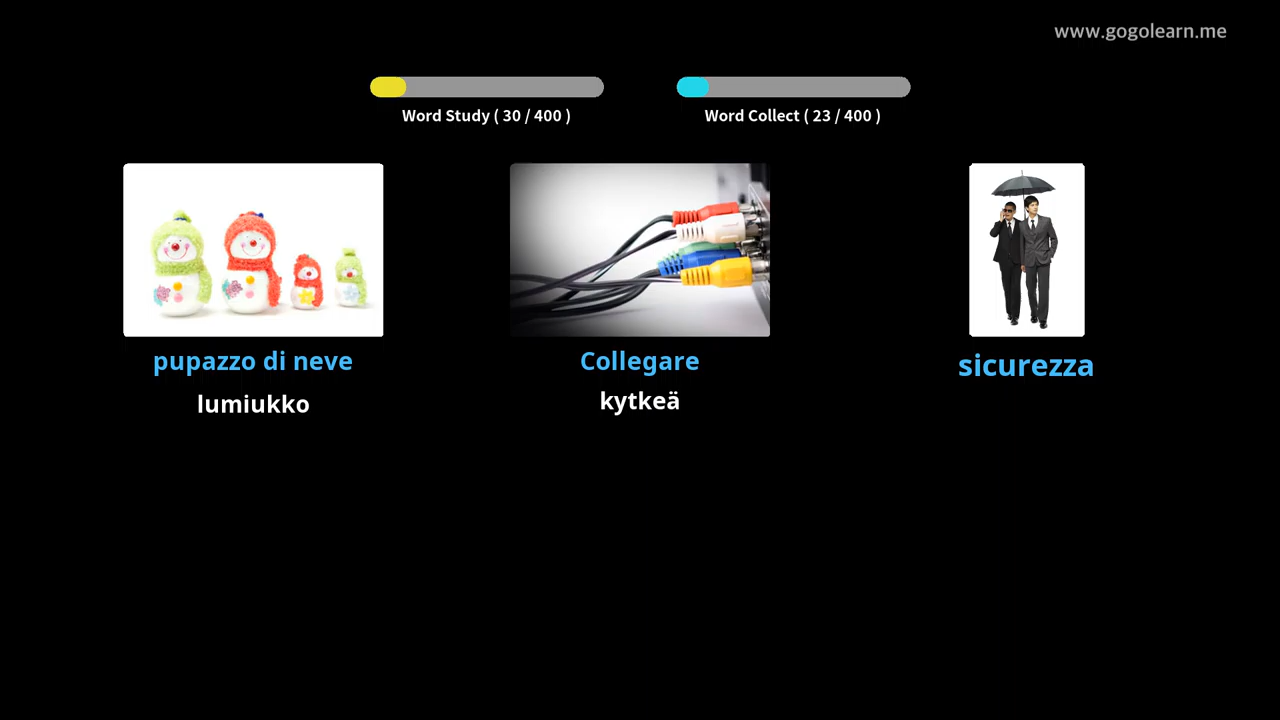 www.gogolearn.me
Word Study ( 30 / 400 )
Word Collect ( 23 / 400 )
pupazzo di neve
Collegare
sicurezza
lumiukko
kytkeä